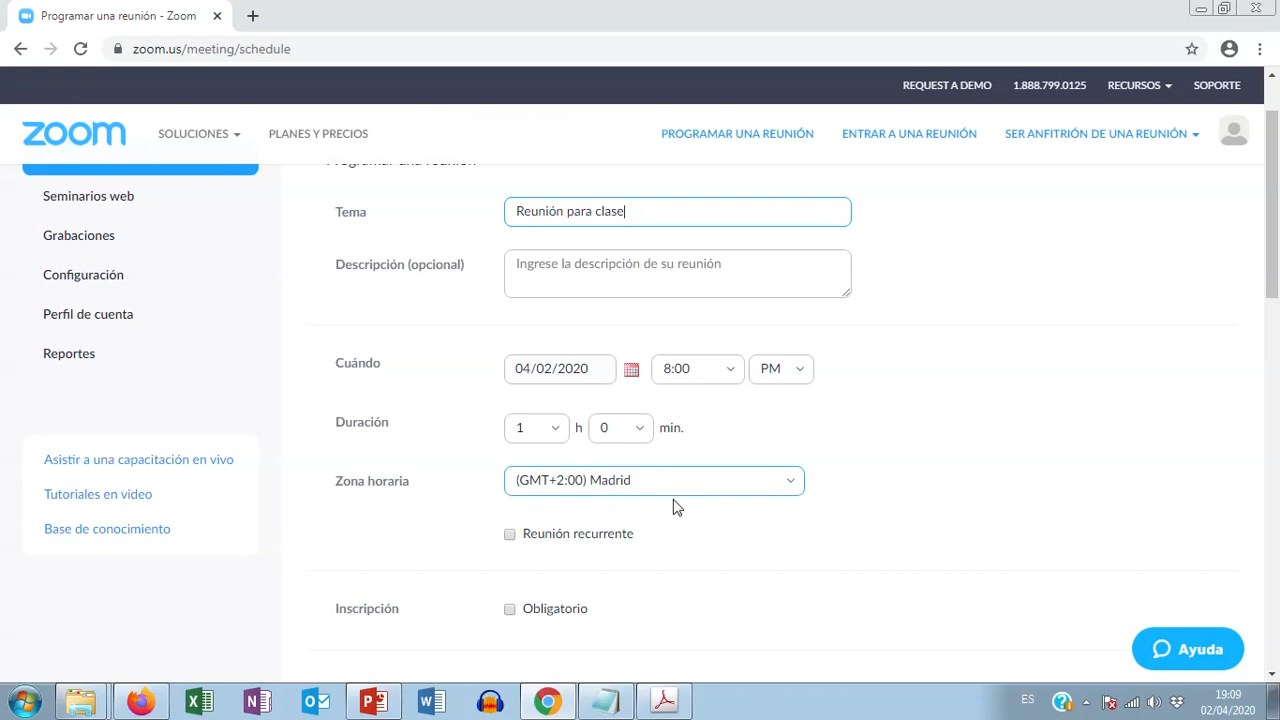 Programar una reunión - Zoom
zoom.us/meeting/schedule
REQUEST A DEMO 1.888.799.0125 RECURSOS SOPORTE
zoom SOLUCIONES PLANES Y PRECIOS PROGRAMAR UNA REUNIÓN ENTRAR A UNA REUNIÓN SER ANFITRIÓN DE UNA REUNIÓN
Programar una reunión
Seminarios web
Grabaciones
Configuración
Perfil de cuenta
Reportes
Asistir a una capacitación en vivo
Tutoriales en video
Base de conocimiento
Tema Reunión para clase
Descripción (opcional) Ingrese la descripción de su reunión
Cuándo 04/02/2020 8:00 PM
Duración 1 h 0 min.
Zona horaria (GMT+2:00) Madrid
Reunión recurrente
Inscripción Obligatorio
Ayuda
ES 19:09
02/04/2020